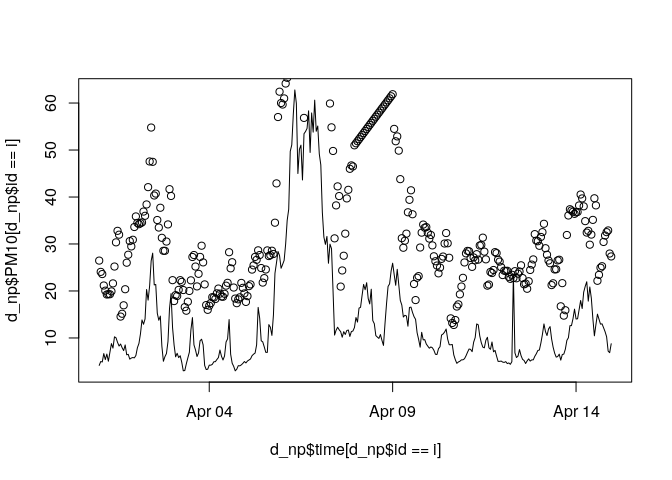 60
50
40
30
20
10
d_np$PM10[d_np$id == i]
Apr 04
Apr 09
Apr 14
d_np$time[d_np$id == i]